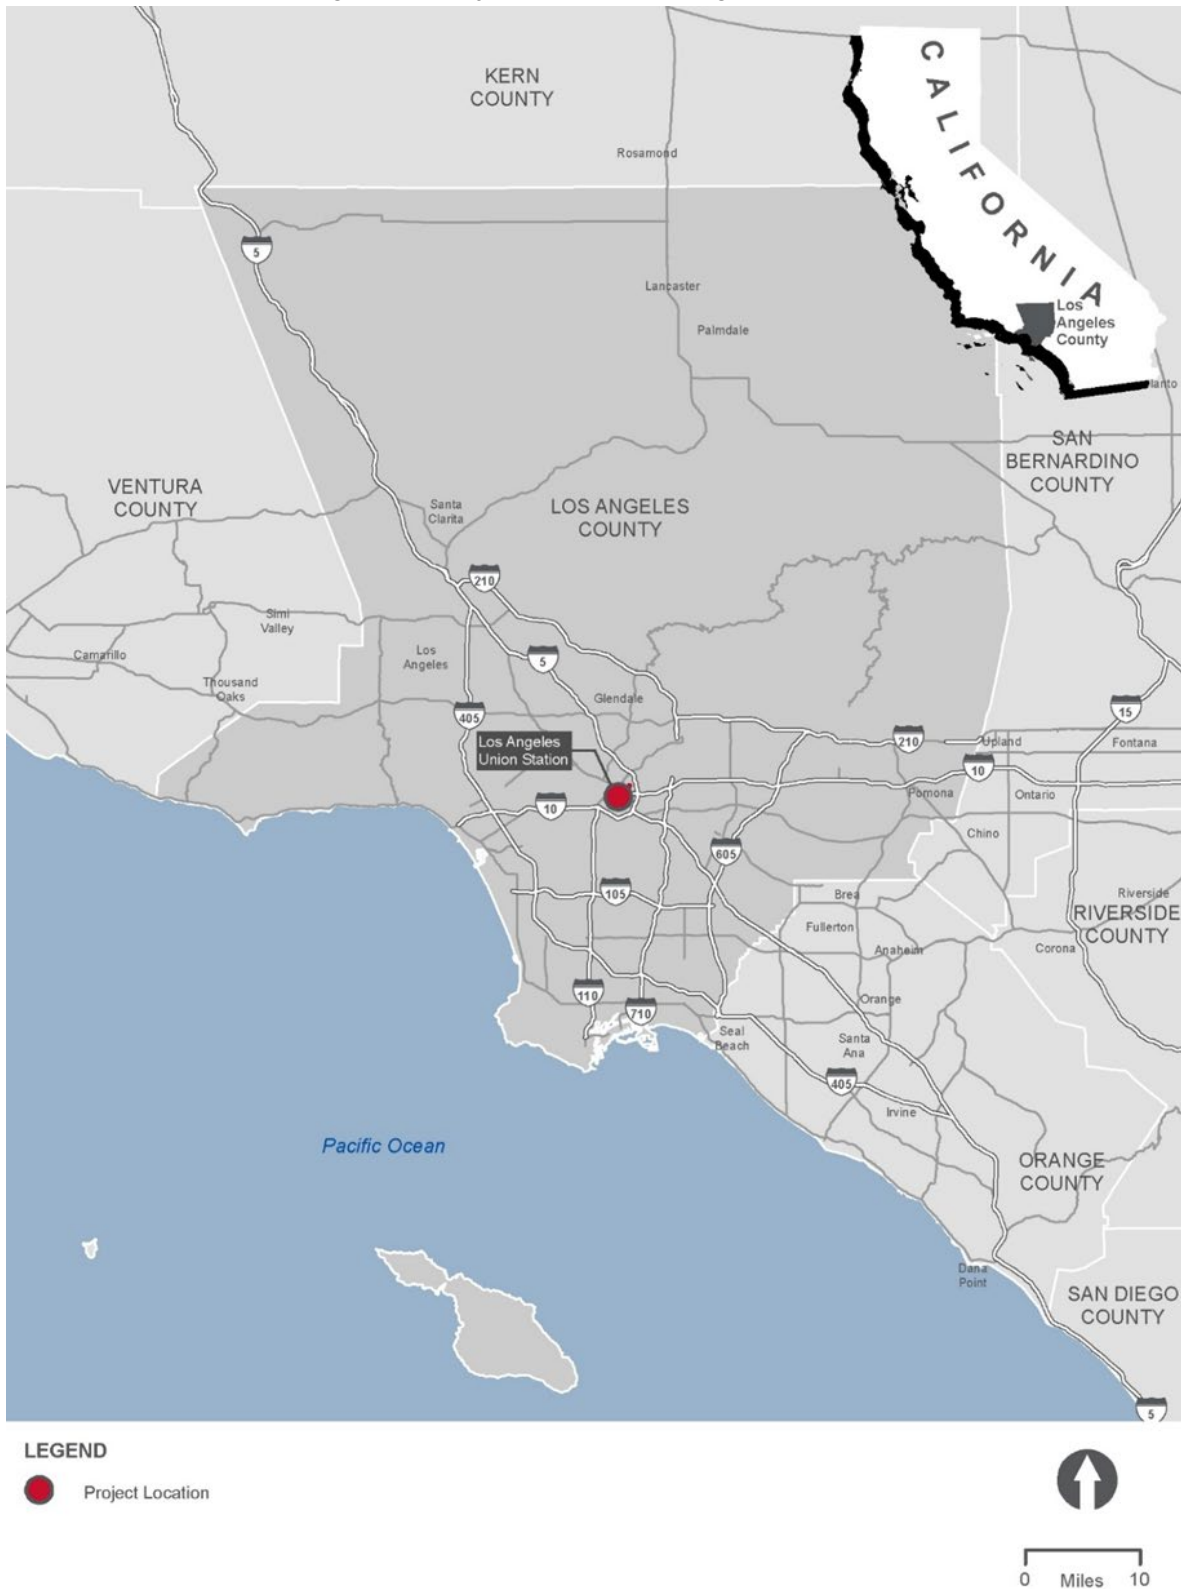 KERN
COUNTY
CALIFORNIA
Rosamond
5
Lancaster
Los
Angeles
County
Palmdale
SAN
BERNARDINO
COUNTY
VENTURA
COUNTY
Santa
Clarita
LOS ANGELES
COUNTY
210
Simi
Valley
Camarillo
Los
Angeles
5
Thousand
Oaks
Glendale
405
15
Los Angeles
Union Station
210
Upland
Fontana
10
10
Pomona
Ontario
Chino
605
105
Brea
Riverside
Fullerton
RIVERSIDE
COUNTY
Anaheim
Corona
110
710
Orange
Seal
Beach
Santa
Ana
405
Irvine
Pacific Ocean
ORANGE
COUNTY
Dana
Point
SAN DIEGO
COUNTY
5
LEGEND
Project Location
0 Miles 10